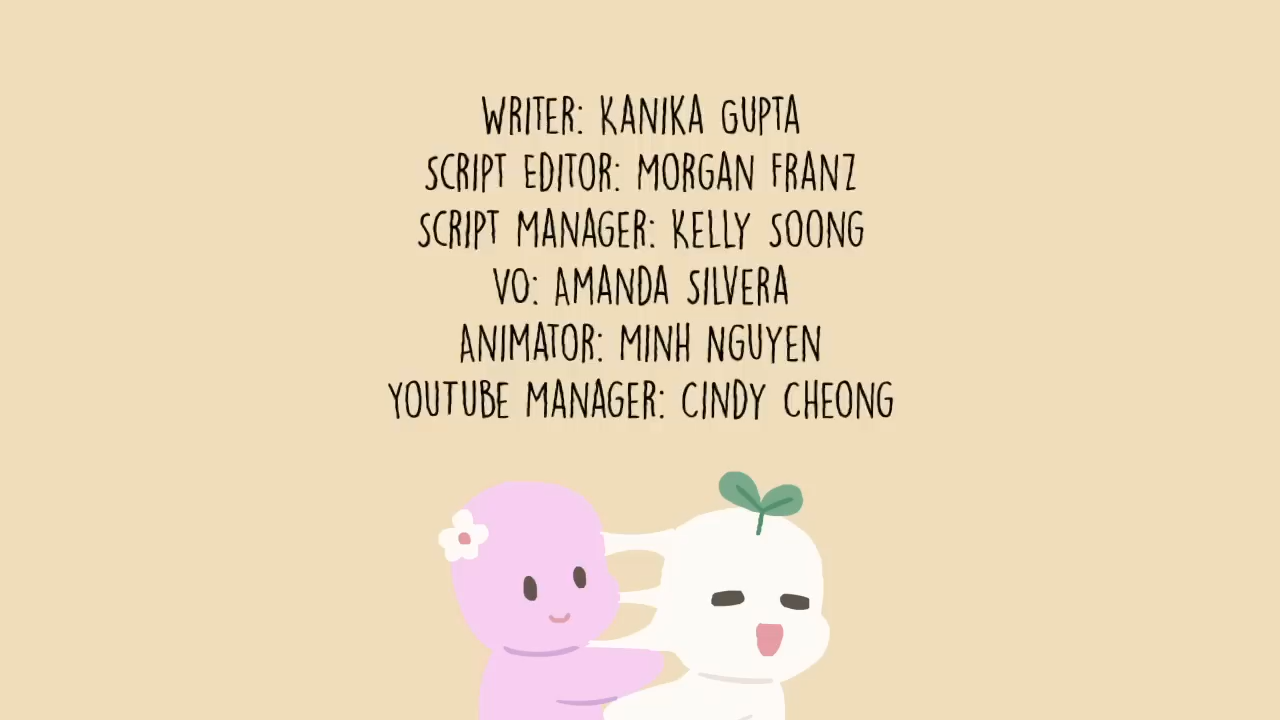 WRITER: KANIKA GUPTA
SCRIPT EDITOR: MORGAN FRANZ
SCRIPT MANAGER: KELLY SOONG
VO: AMANDA SILVERA
ANIMATOR: MINH NGUYEN
YOUTUBE MANAGER: CINDY CHEONG